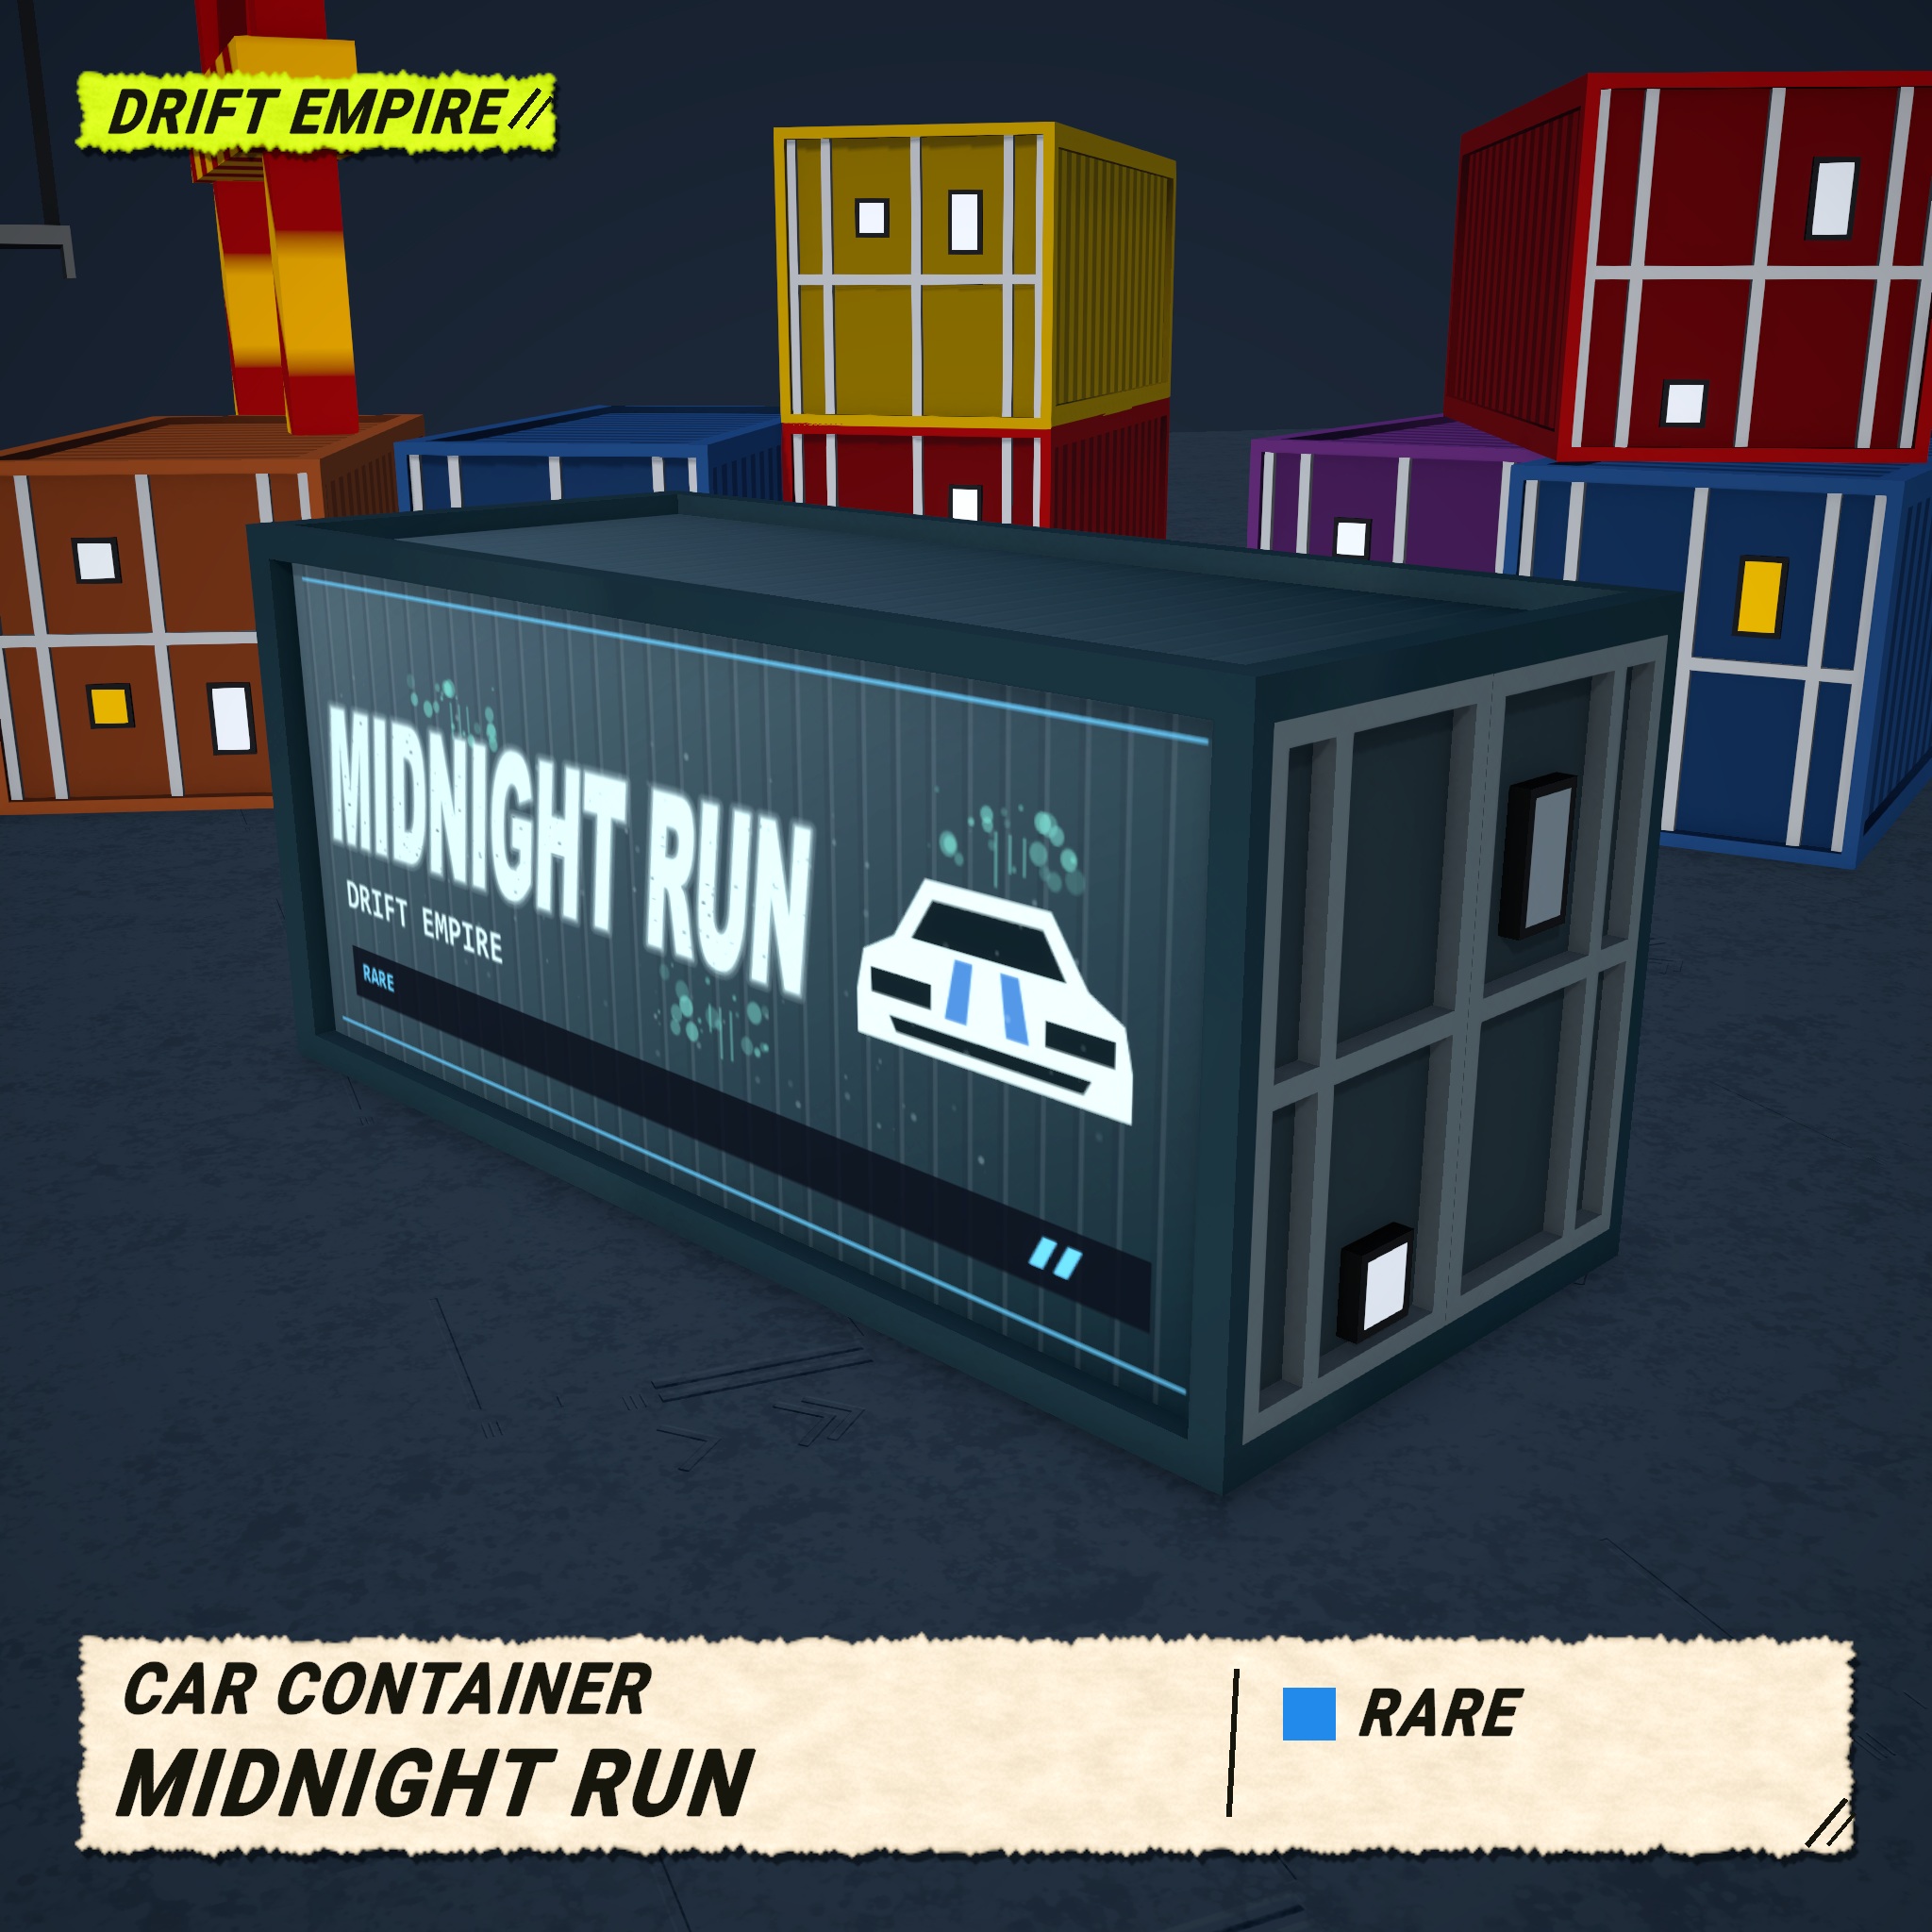 DRIFT EMPIRE//
MIDNIGHT RUN
DRIFT EMPIRE
RARE
CAR CONTAINER
MIDNIGHT RUN
RARE